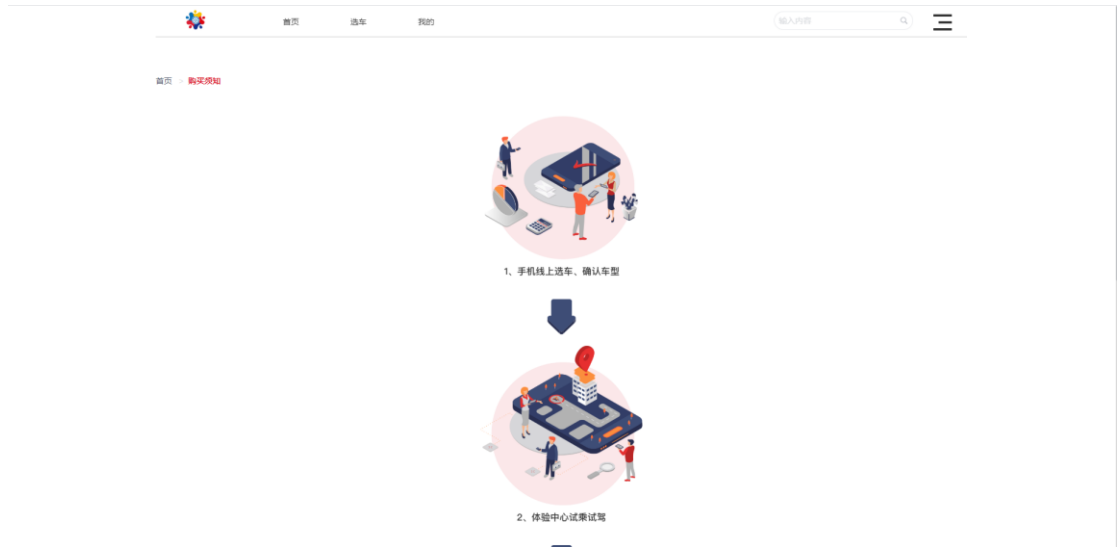 首页 选车 我的 输入内容
首页 > 购买须知
1、手机线上选车、确认车型
2、体验中心试乘试驾